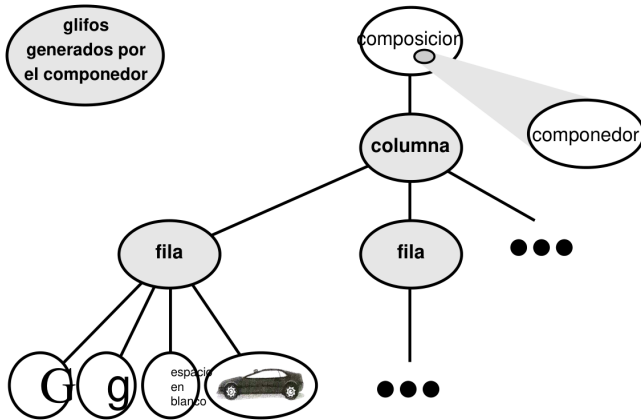 glifos
generados por
el componedor
composicion
componedor
columna
fila
fila
G
g
espacio
en
blanco